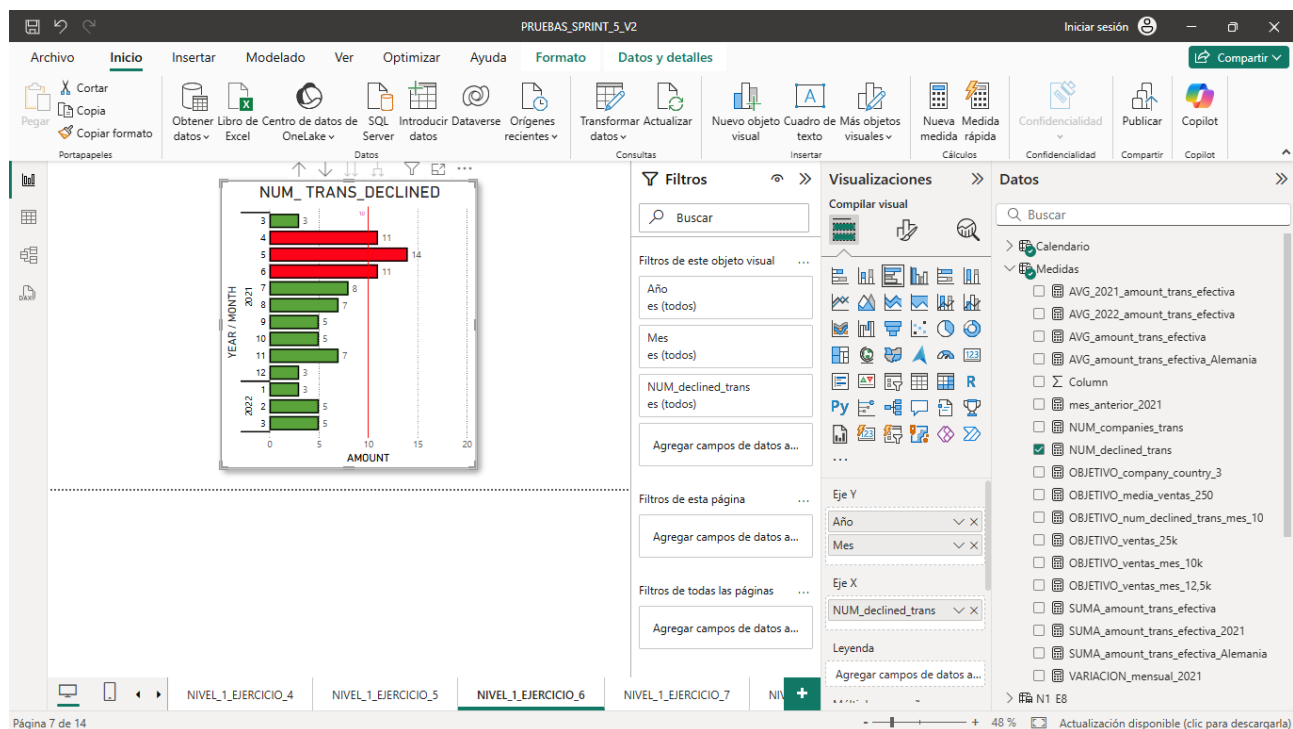 PRUEBAS_SPRINT_5_V2
Iniciar sesión
Archivo Inicio Insertar Modelado Ver Optimizar Ayuda Formato Datos y detalles
Compartir
Pegar
Cortar
Copia
Copiar formato
Portapapeles
Obtener datos
Libro de Excel
Centro de datos de OneLake
SQL Server
Introducir datos
Dataverse
Orígenes recientes
Datos
Transformar datos
Actualizar
Consultas
Nuevo objeto visual
Cuadro de texto
Más objetos visuales
Insertar
Nueva medida
Medida rápida
Cálculos
Confidencialidad
Confidencialidad
Publicar
Compartir
Copilot
Copilot
NUM_ TRANS_DECLINED
10
YEAR / MONTH
2021
3 3
4 11
5 14
6 11
7 8
8 7
9 5
10 5
11 7
12 3
2022
1 3
2 5
3 5
0 5 10 15 20
AMOUNT
Filtros
Buscar
Filtros de este objeto visual ...
Año
es (todos)
Mes
es (todos)
NUM_declined_trans
es (todos)
Agregar campos de datos a...
Filtros de esta página ...
Agregar campos de datos a...
Filtros de todas las páginas ...
Agregar campos de datos a...
Visualizaciones
Compilar visual
123
R
Py
123
...
Eje Y
Año
Mes
Eje X
NUM_declined_trans
Leyenda
Agregar campos de datos a...
Datos
Buscar
Calendario
Medidas
AVG_2021_amount_trans_efectiva
AVG_2022_amount_trans_efectiva
AVG_amount_trans_efectiva
AVG_amount_trans_efectiva_Alemania
Σ Column
mes_anterior_2021
NUM_companies_trans
NUM_declined_trans
OBJETIVO_company_country_3
OBJETIVO_media_ventas_250
OBJETIVO_num_declined_trans_mes_10
OBJETIVO_ventas_25k
OBJETIVO_ventas_mes_10k
OBJETIVO_ventas_mes_12,5k
SUMA_amount_trans_efectiva
SUMA_amount_trans_efectiva_2021
SUMA_amount_trans_efectiva_Alemania
VARIACION_mensual_2021
N1 E8
NIVEL_1_EJERCICIO_4 NIVEL_1_EJERCICIO_5 NIVEL_1_EJERCICIO_6 NIVEL_1_EJERCICIO_7
Página 7 de 14
- + 48 %
Actualización disponible (clic para descargarla)